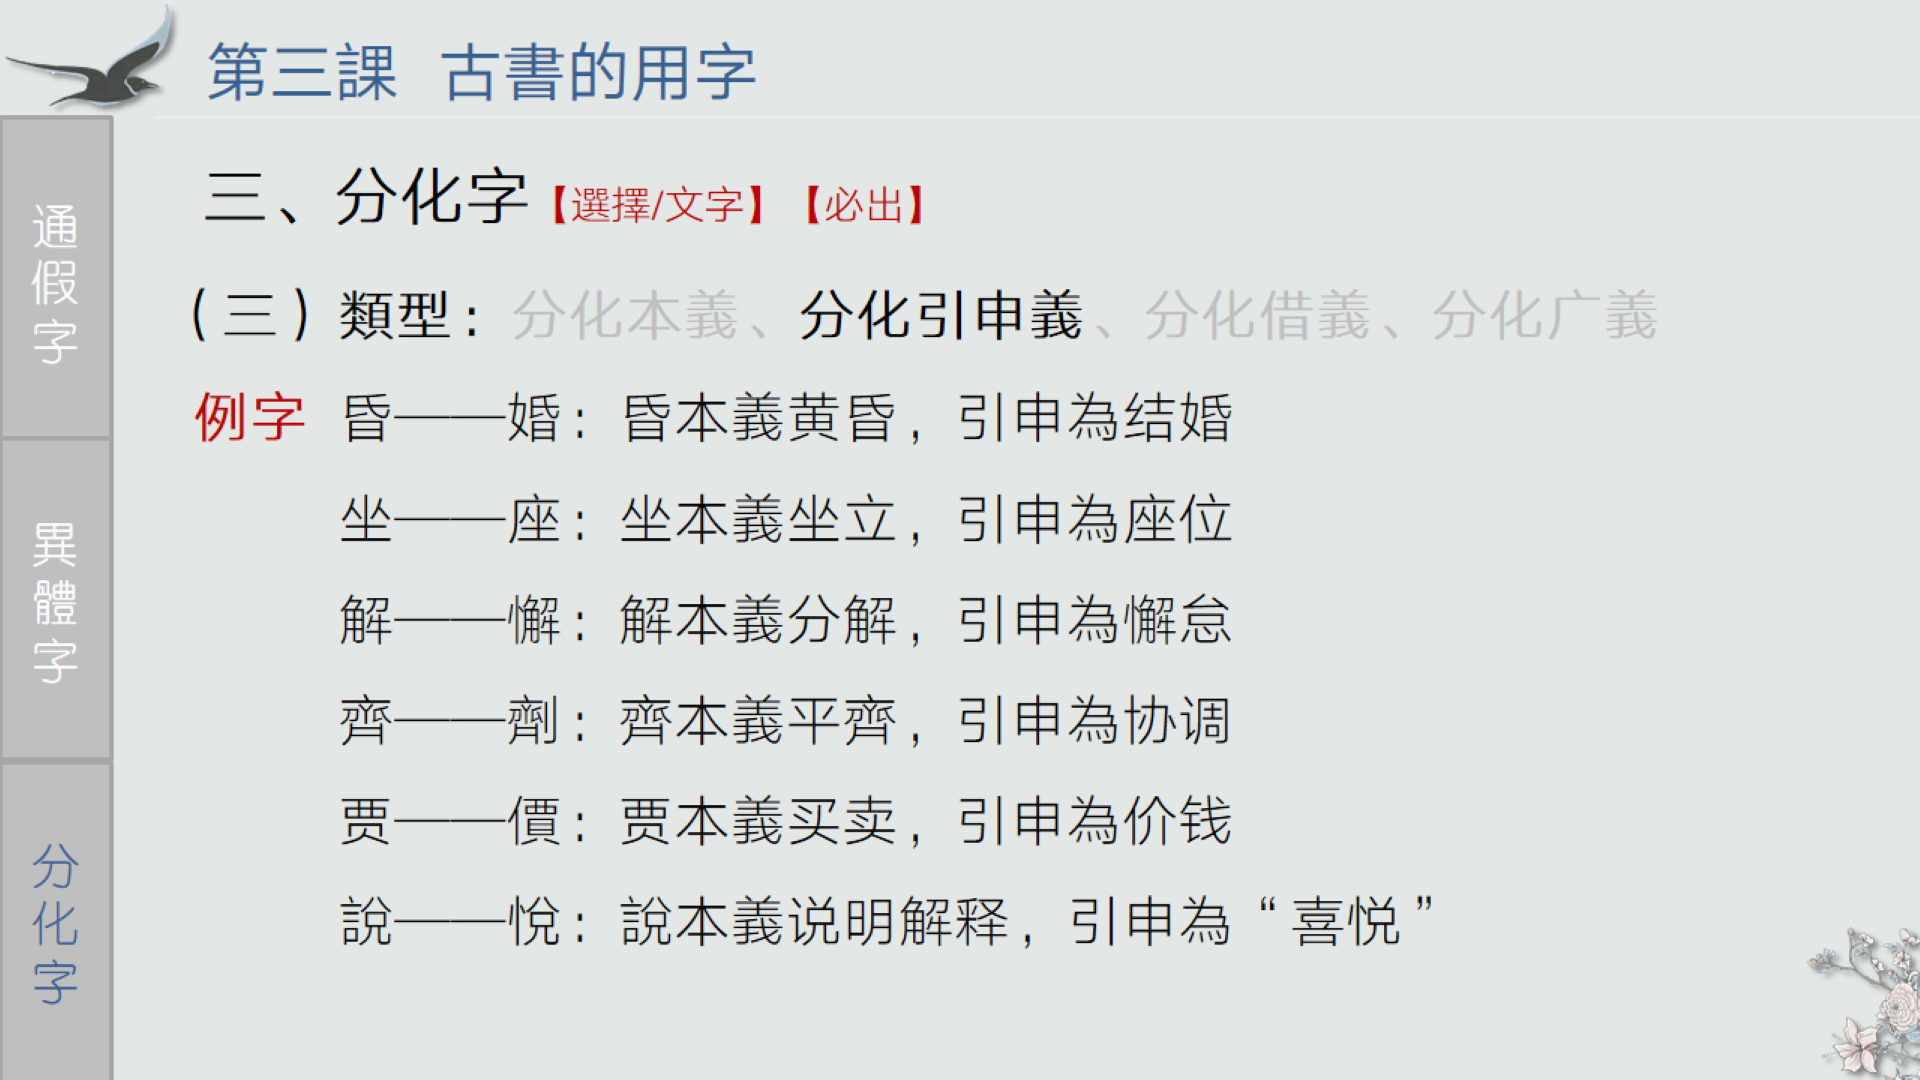 第三課 古書的用字
通假字
異體字
分化字
三、分化字【選擇/文字】【必出】
(三)類型：分化本義、分化引申義、分化借義、分化广義
例字 昏——婚：昏本義黄昏，引申為结婚
坐——座：坐本義坐立，引申為座位
解——懈：解本義分解，引申為懈怠
齊——劑：齊本義平齊，引申為协调
贾——價：贾本義买卖，引申為价钱
說——悅：說本義说明解释，引申為“喜悦”